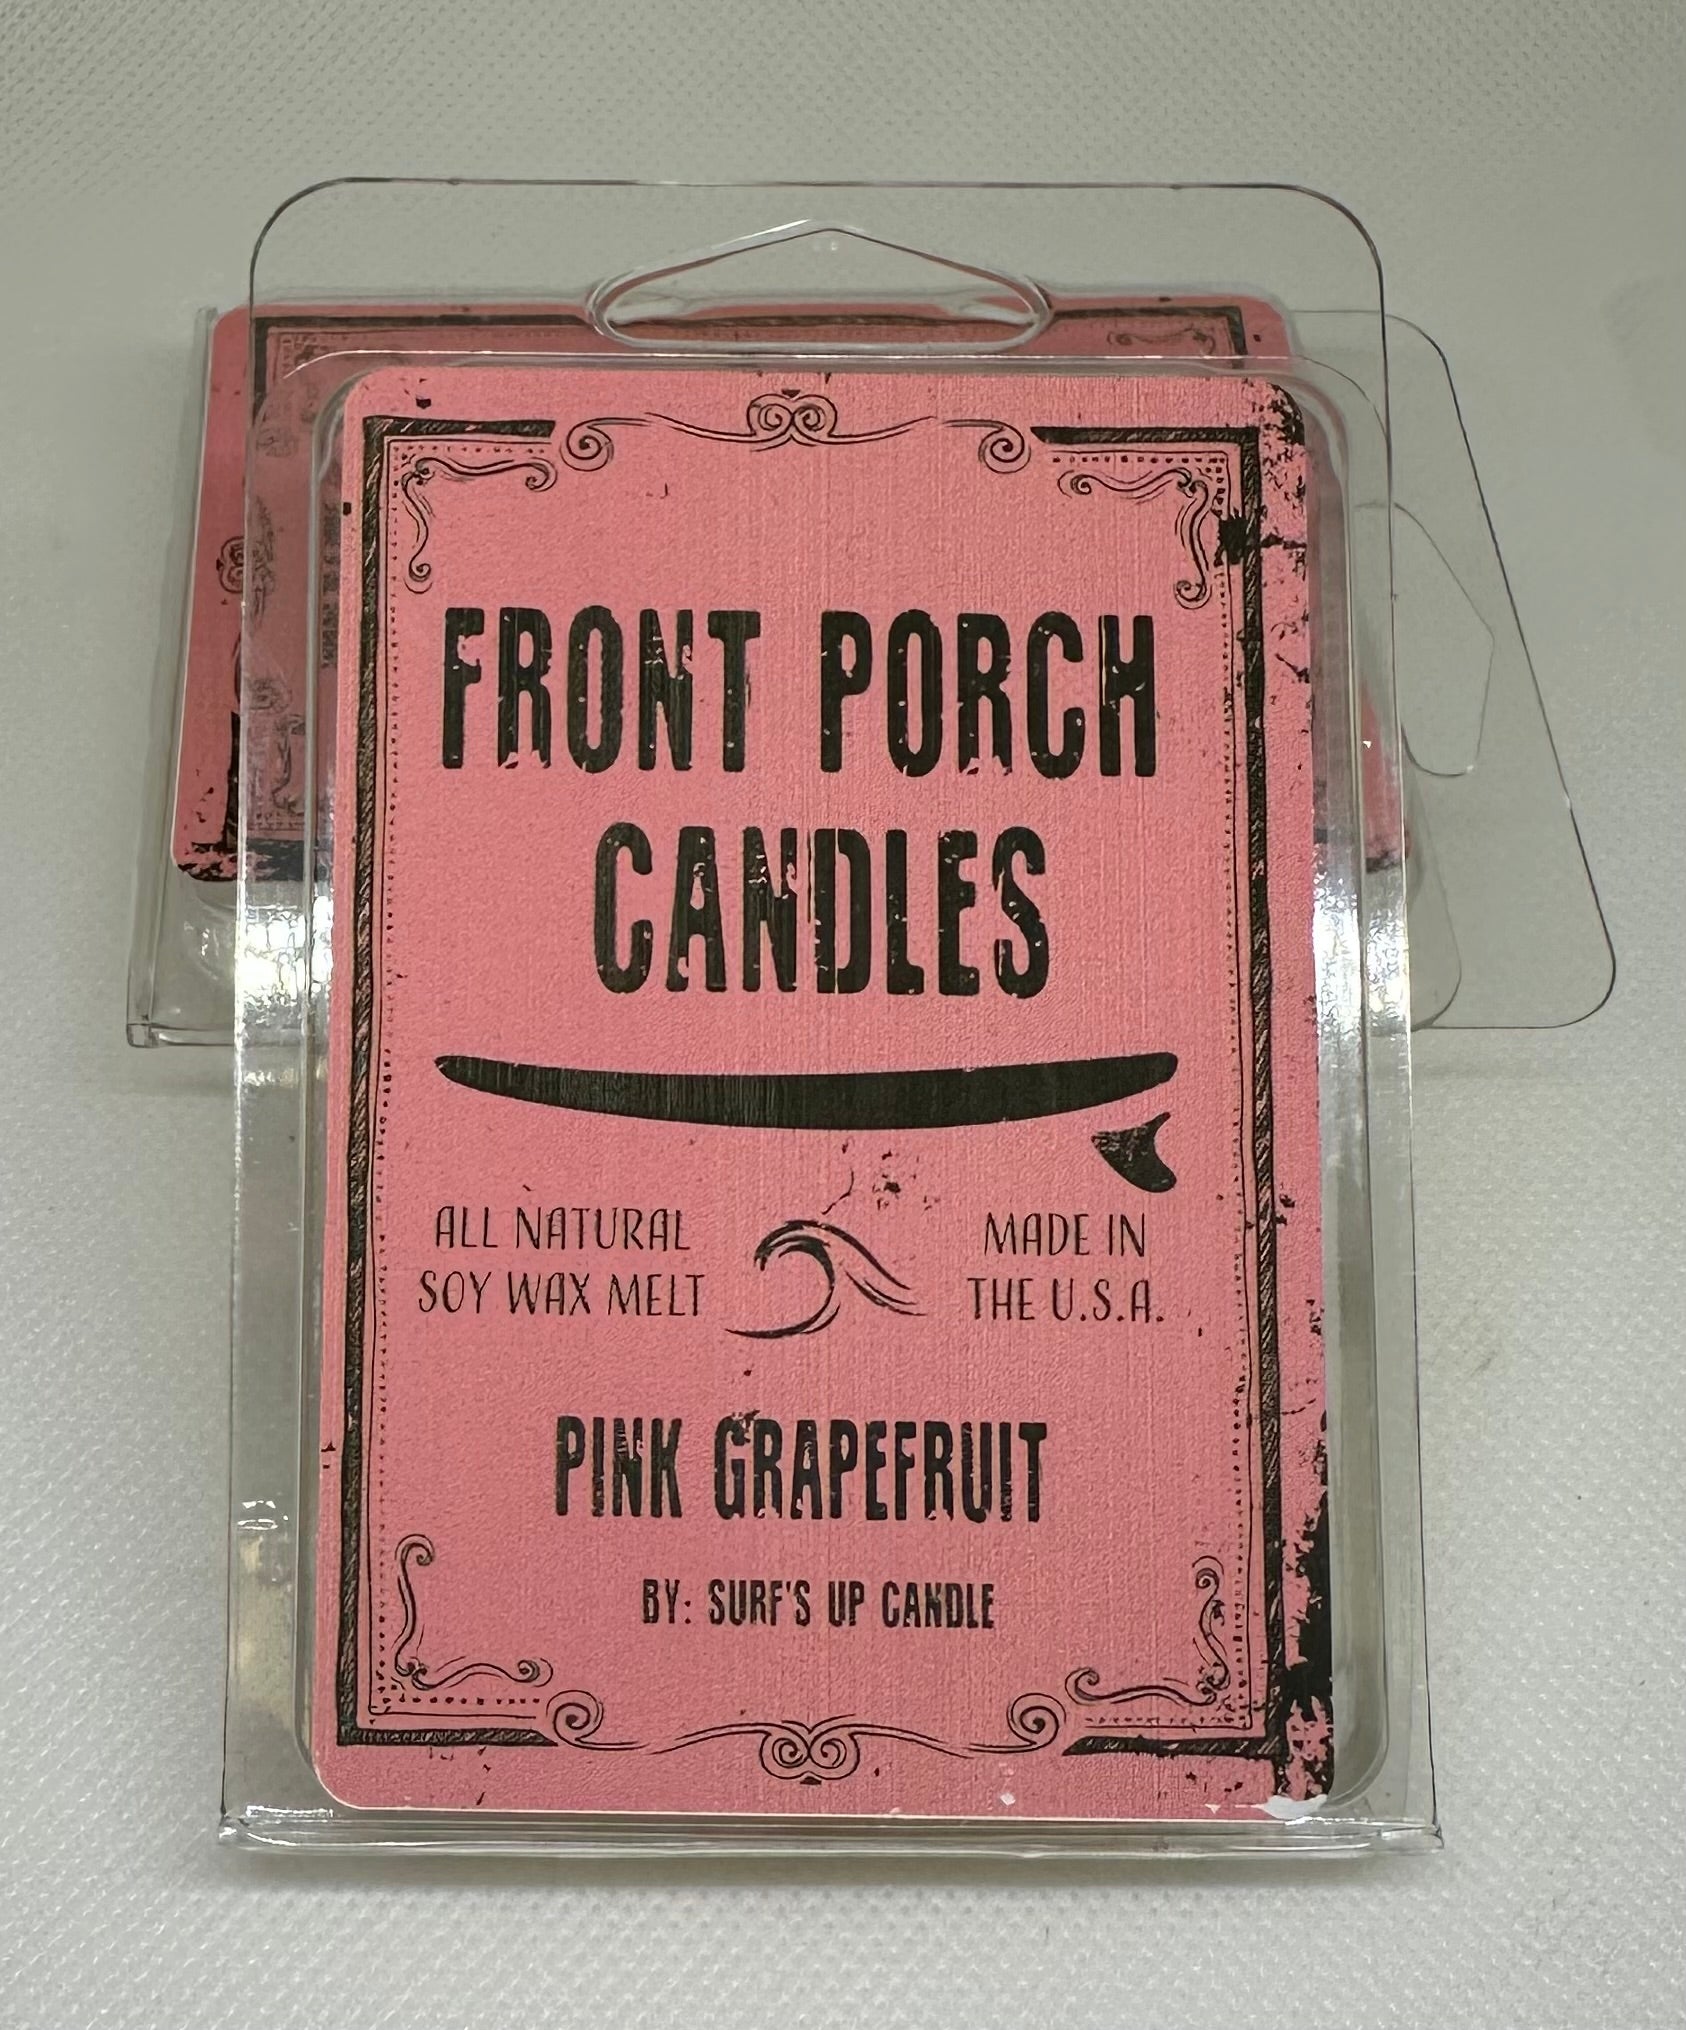 FRONT PORCH
CANDLES
ALL NATURAL
SOY WAX MELT
MADE IN
THE U.S.A.
PINK GRAPEFRUIT
BY: SURF'S UP CANDLE